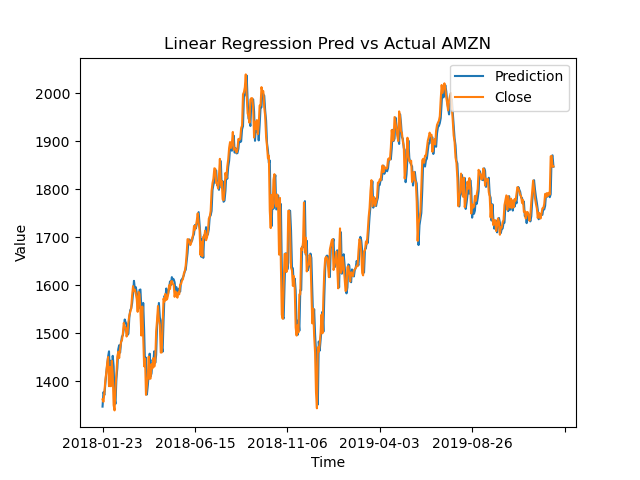 Linear Regression Pred vs Actual AMZN
Prediction
Close
2000
1900
1800
1700
1600
1500
1400
Value
2018-01-23 2018-06-15 2018-11-06 2019-04-03 2019-08-26
Time